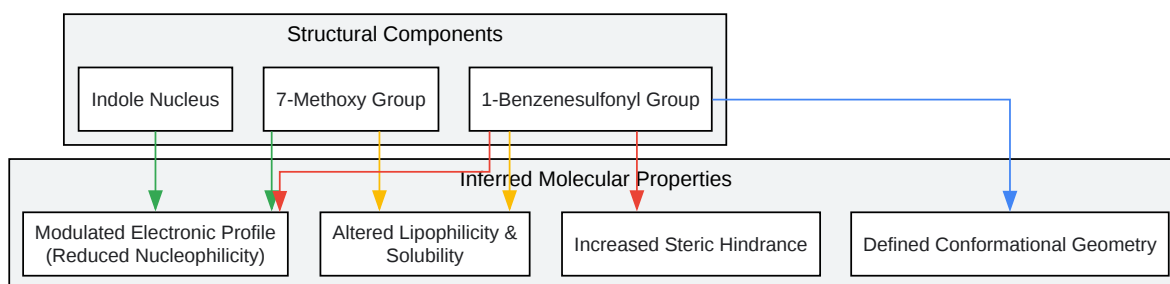 Structural Components
Indole Nucleus
7-Methoxy Group
1-Benzenesulfonyl Group
Inferred Molecular Properties
Modulated Electronic Profile
(Reduced Nucleophilicity)
Altered Lipophilicity &
Solubility
Increased Steric Hindrance
Defined Conformational Geometry